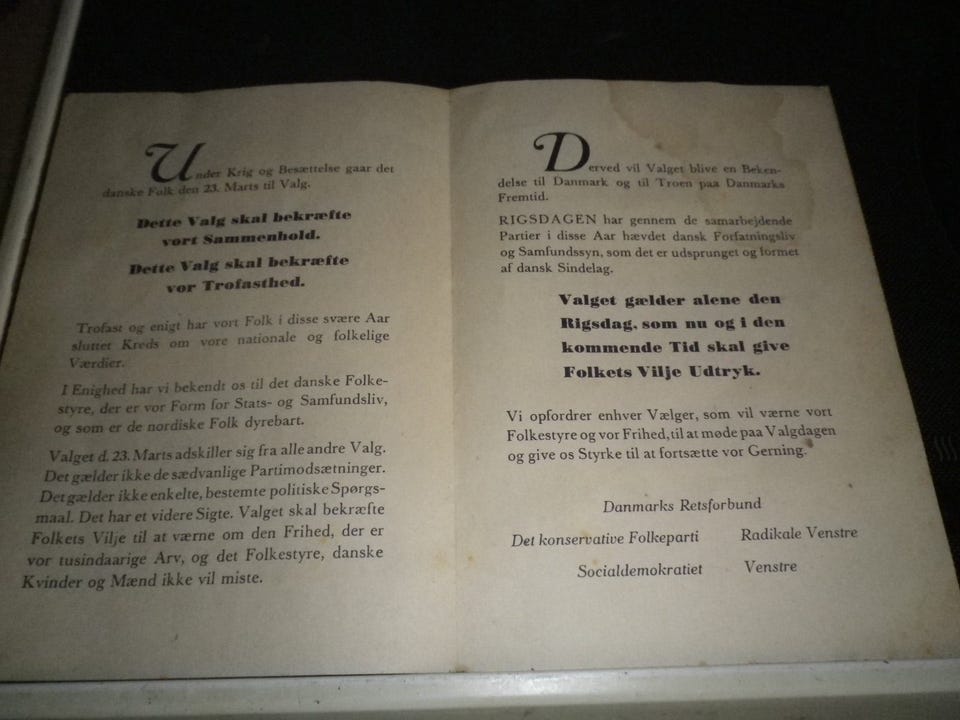 Under Krig og Besættelse gaar det
danske Folk den 23. Marts til Valg.
Dette Valg skal bekræfte
vort Sammenhold.
Dette Valg skal bekræfte
vor Trofasthed.
Trofast og enigt har vort Folk i disse svære Aar
sluttet Kreds om vore nationale og folkelige
Værdier.
I Enighed har vi bekendt os til det danske Folke-
styre, der er vor Form for Stats- og Samfundsliv,
og som er de nordiske Folk dyrebart.
Valget d. 23. Marts adskiller sig fra alle andre Valg.
Det gælder ikke de sædvanlige Partimodsætninger.
Det gælder ikke enkelte, bestemte politiske Spørgs-
maal. Det har et videre Sigte. Valget skal bekræfte
Folkets Vilje til at værne om den Frihed, der er
vor tusindaarige Arv, og det Folkestyre, danske
Kvinder og Mænd ikke vil miste.
Derved vil Valget blive en Beken-
delse til Danmark og til Troen paa Danmarks
Fremtid.
RIGSDAGEN har gennem de samarbejdende
Partier i disse Aar hævdet dansk Forfatningsliv
og Samfundssyn, som det er udsprunget og formet
af dansk Sindelag.
Valget gælder alene den
Rigsdag, som nu og i den
kommende Tid skal give
Folkets Vilje Udtryk.
Vi opfordrer enhver Vælger, som vil værne vort
Folkestyre og vor Frihed, til at møde paa Valgdagen
og give os Styrke til at fortsætte vor Gerning.
Danmarks Retsforbund
Det konservative Folkeparti Radikale Venstre
Socialdemokratiet Venstre